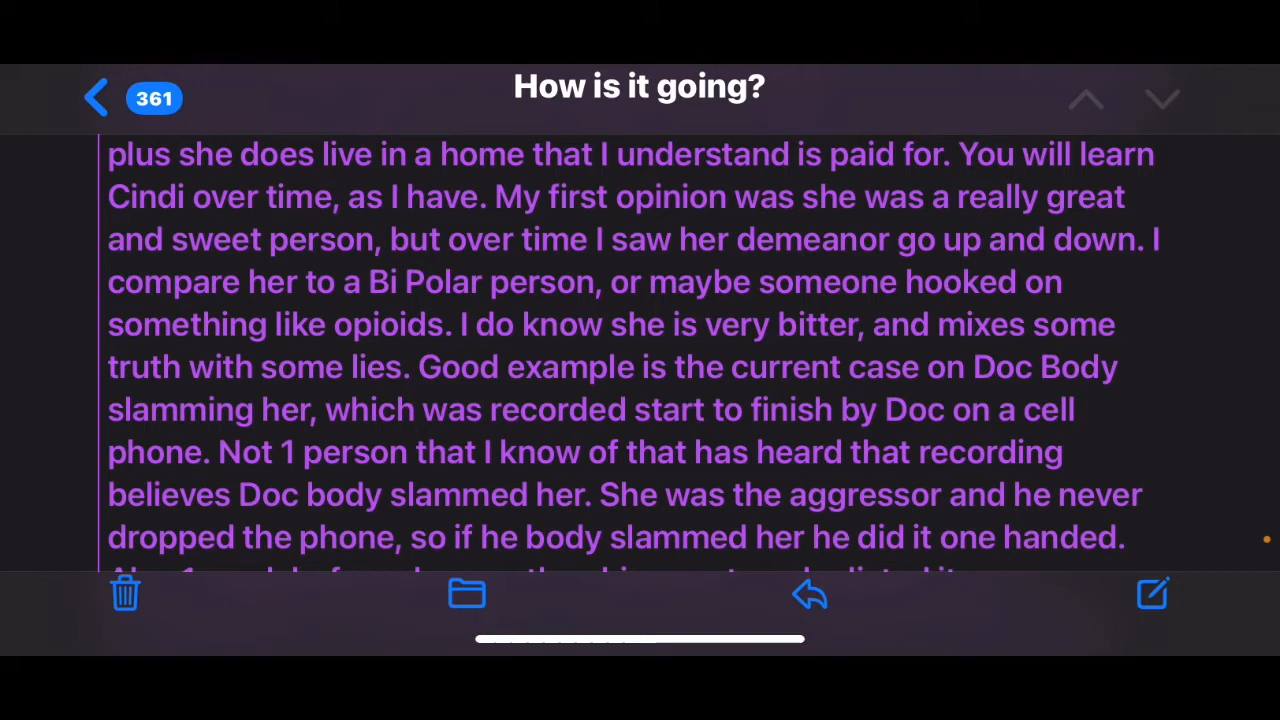 361
How is it going?
plus she does live in a home that I understand is paid for. You will learn
Cindi over time, as I have. My first opinion was she was a really great
and sweet person, but over time I saw her demeanor go up and down. I
compare her to a Bi Polar person, or maybe someone hooked on
something like opioids. I do know she is very bitter, and mixes some
truth with some lies. Good example is the current case on Doc Body
slamming her, which was recorded start to finish by Doc on a cell
phone. Not 1 person that I know of that has heard that recording
believes Doc body slammed her. She was the aggressor and he never
dropped the phone, so if he body slammed her he did it one handed.